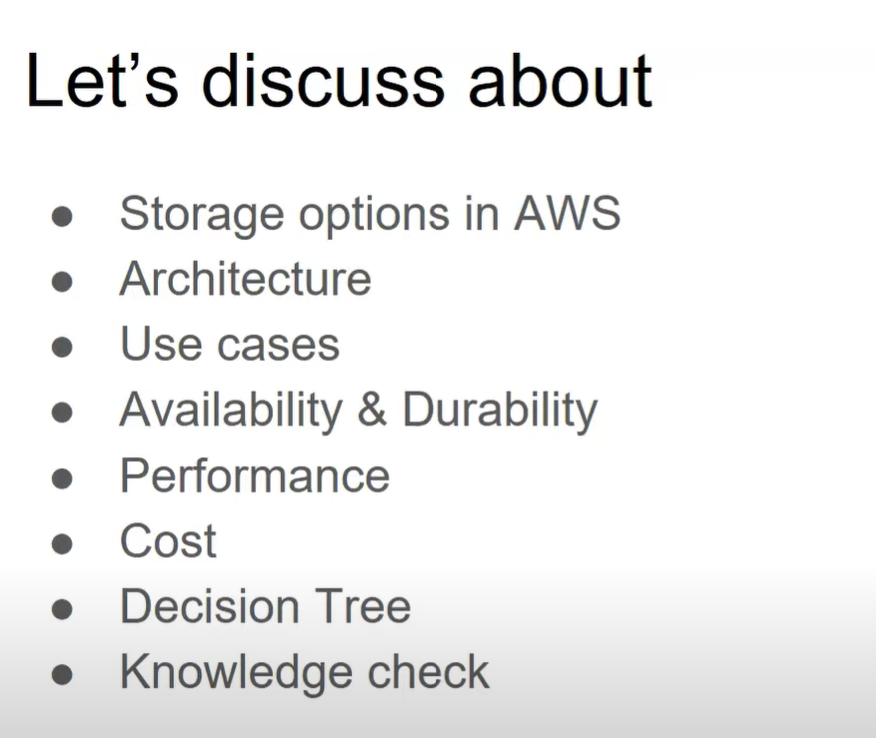 Let’s discuss about
● Storage options in AWS
● Architecture
● Use cases
● Availability & Durability
● Performance
● Cost
● Decision Tree
● Knowledge check